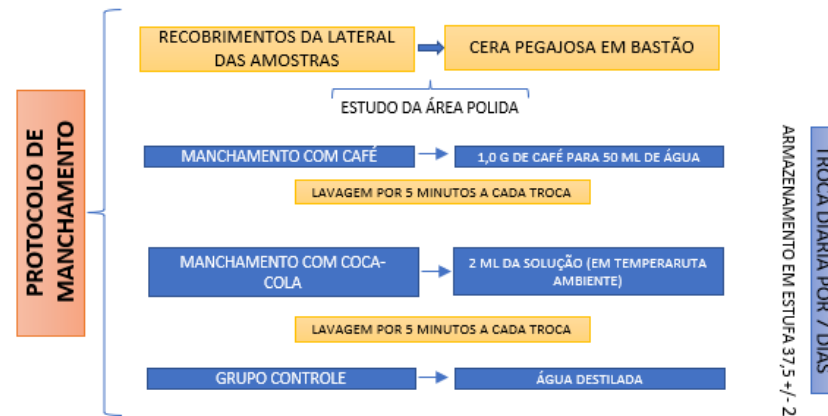 PROTOCOLO DE
MANCHAMENTO
RECOBRIMENTOS DA LATERAL
DAS AMOSTRAS
CERA PEGAJOSA EM BASTÃO
ESTUDO DA ÁREA POLIDA
MANCHAMENTO COM CAFÉ
1,0 G DE CAFÉ PARA 50 ML DE ÁGUA
LAVAGEM POR 5 MINUTOS A CADA TROCA
MANCHAMENTO COM COCA-
COLA
2 ML DA SOLUÇÃO (EM TEMPERARUTA
AMBIENTE)
LAVAGEM POR 5 MINUTOS A CADA TROCA
GRUPO CONTROLE
ÁGUA DESTILADA
TROCA DIÁRIA POR 7 DIAS
ARMAZENAMENTO EM ESTUFA 37,5 +/- 2